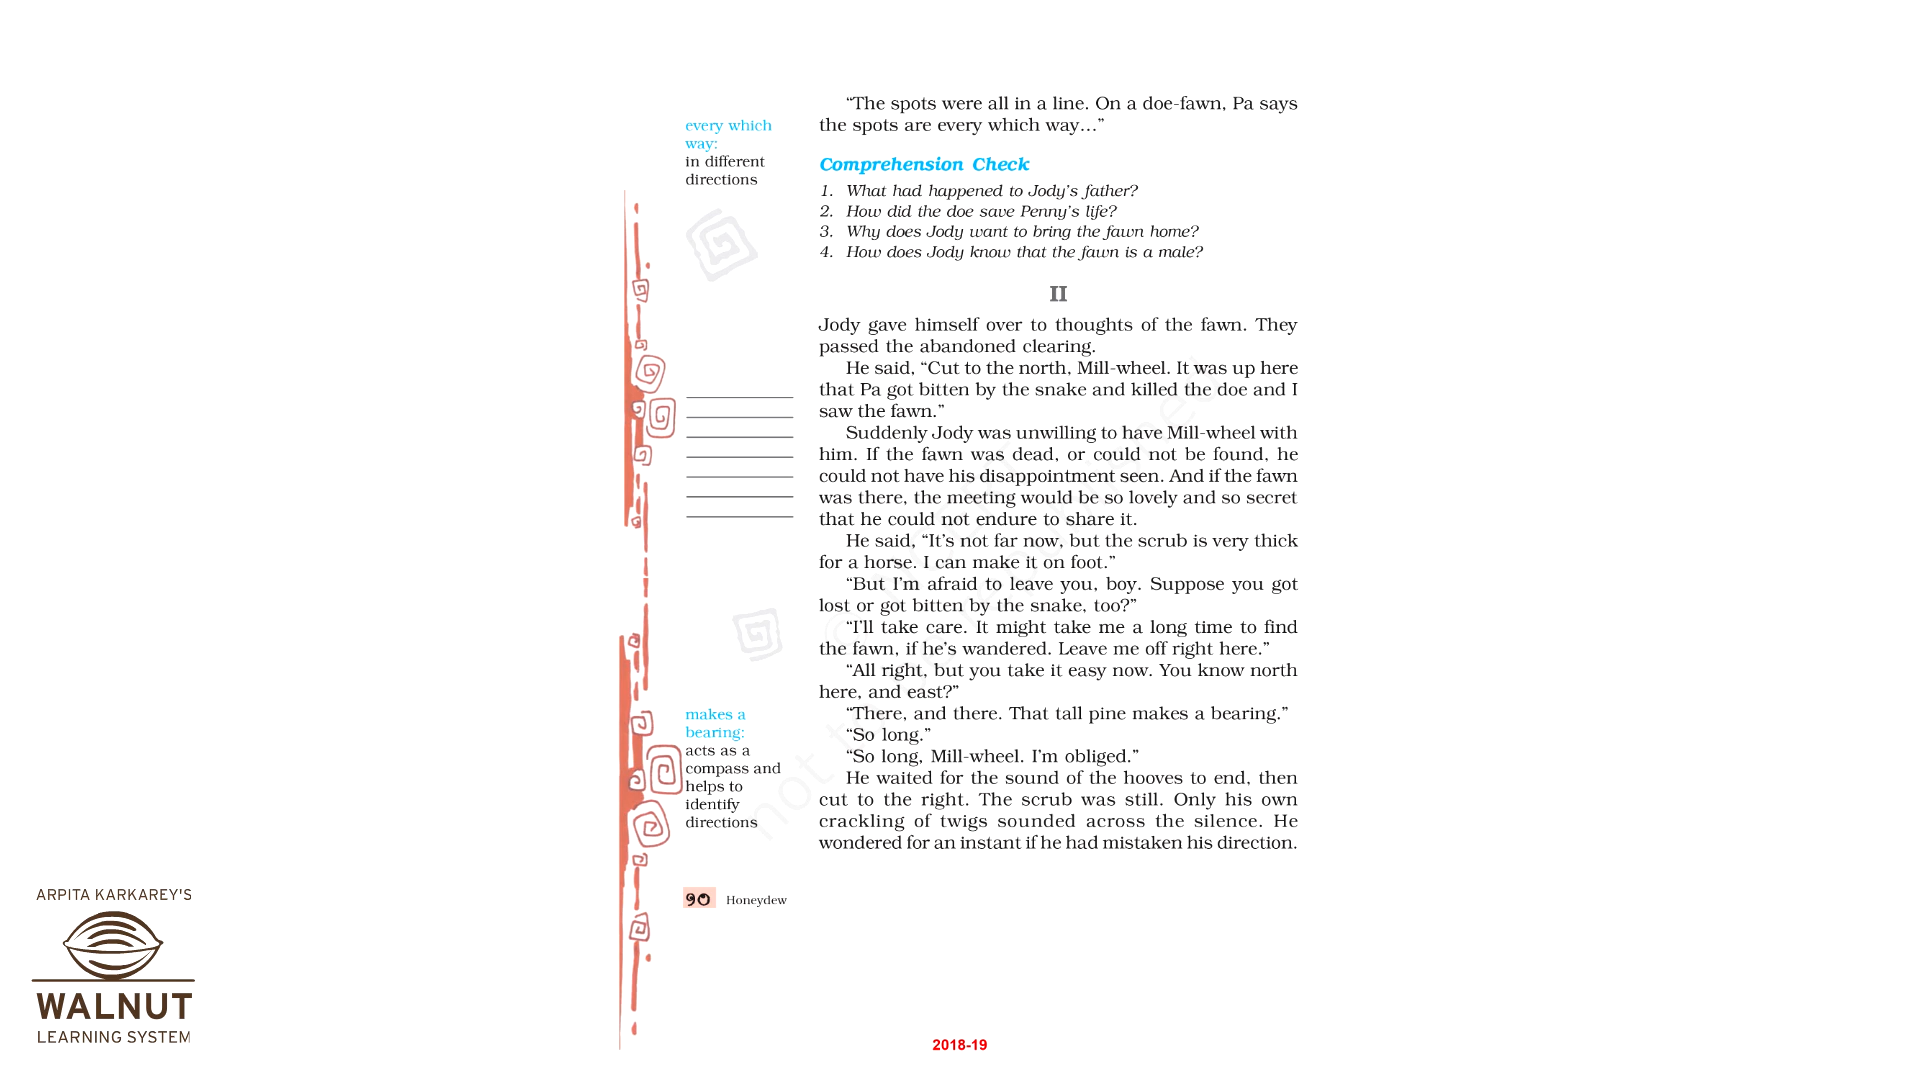 “The spots were all in a line. On a doe-fawn, Pa says
the spots are every which way…”
every which
way:
in different
directions
Comprehension Check
1. What had happened to Jody’s father?
2. How did the doe save Penny’s life?
3. Why does Jody want to bring the fawn home?
4. How does Jody know that the fawn is a male?
II
Jody gave himself over to thoughts of the fawn. They
passed the abandoned clearing.
He said, “Cut to the north, Mill-wheel. It was up here
that Pa got bitten by the snake and killed the doe and I
saw the fawn.”
Suddenly Jody was unwilling to have Mill-wheel with
him. If the fawn was dead, or could not be found, he
could not have his disappointment seen. And if the fawn
was there, the meeting would be so lovely and so secret
that he could not endure to share it.
He said, “It’s not far now, but the scrub is very thick
for a horse. I can make it on foot.”
“But I’m afraid to leave you, boy. Suppose you got
lost or got bitten by the snake, too?”
“I’ll take care. It might take me a long time to find
the fawn, if he’s wandered. Leave me off right here.”
“All right, but you take it easy now. You know north
here, and east?”
“There, and there. That tall pine makes a bearing.”
“So long.”
“So long, Mill-wheel. I’m obliged.”
He waited for the sound of the hooves to end, then
cut to the right. The scrub was still. Only his own
crackling of twigs sounded across the silence. He
wondered for an instant if he had mistaken his direction.
makes a
bearing:
acts as a
compass and
helps to
identify
directions
90 Honeydew
ARPITA KARKAREY'S
WALNUT
LEARNING SYSTEM
2018-19